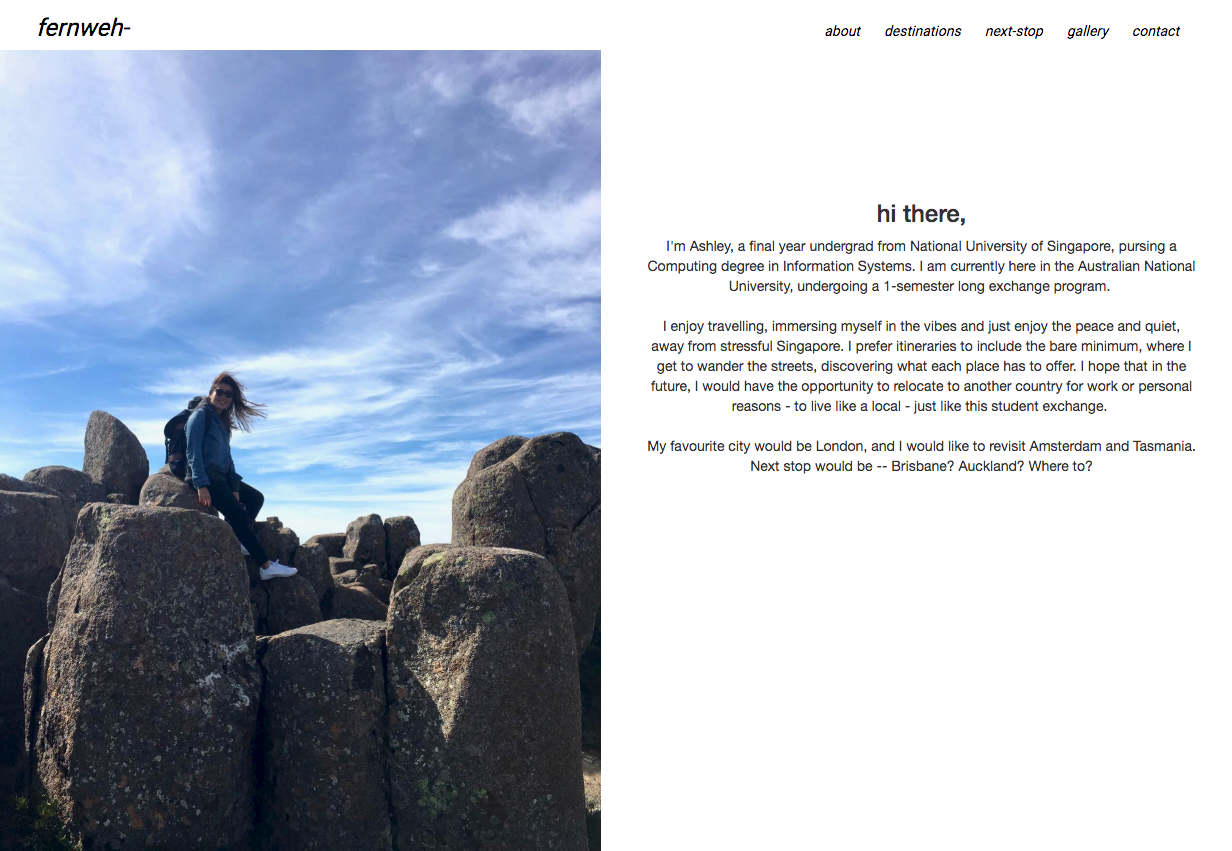 fernweh-
about destinations next-stop gallery contact
hi there,
I'm Ashley, a final year undergrad from National University of Singapore, pursing a
Computing degree in Information Systems. I am currently here in the Australian National
University, undergoing a 1-semester long exchange program.
I enjoy travelling, immersing myself in the vibes and just enjoy the peace and quiet,
away from stressful Singapore. I prefer itineraries to include the bare minimum, where I
get to wander the streets, discovering what each place has to offer. I hope that in the
future, I would have the opportunity to relocate to another country for work or personal
reasons - to live like a local - just like this student exchange.
My favourite city would be London, and I would like to revisit Amsterdam and Tasmania.
Next stop would be -- Brisbane? Auckland? Where to?